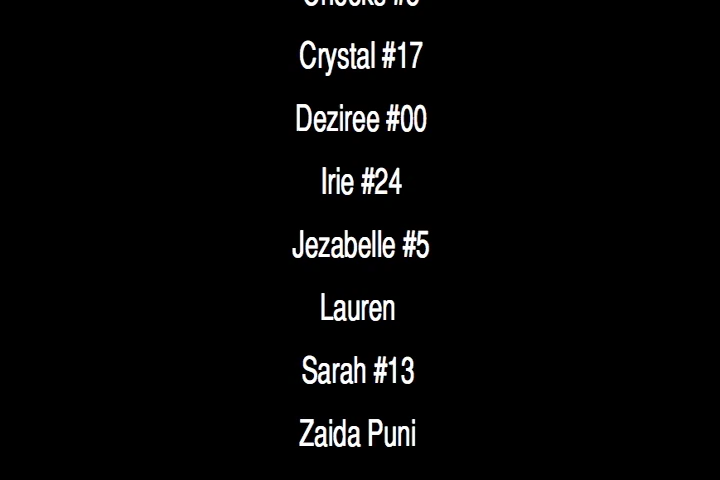 Crystal #17
Deziree #00
Irie #24
Jezabelle #5
Lauren
Sarah #13
Zaida Puni